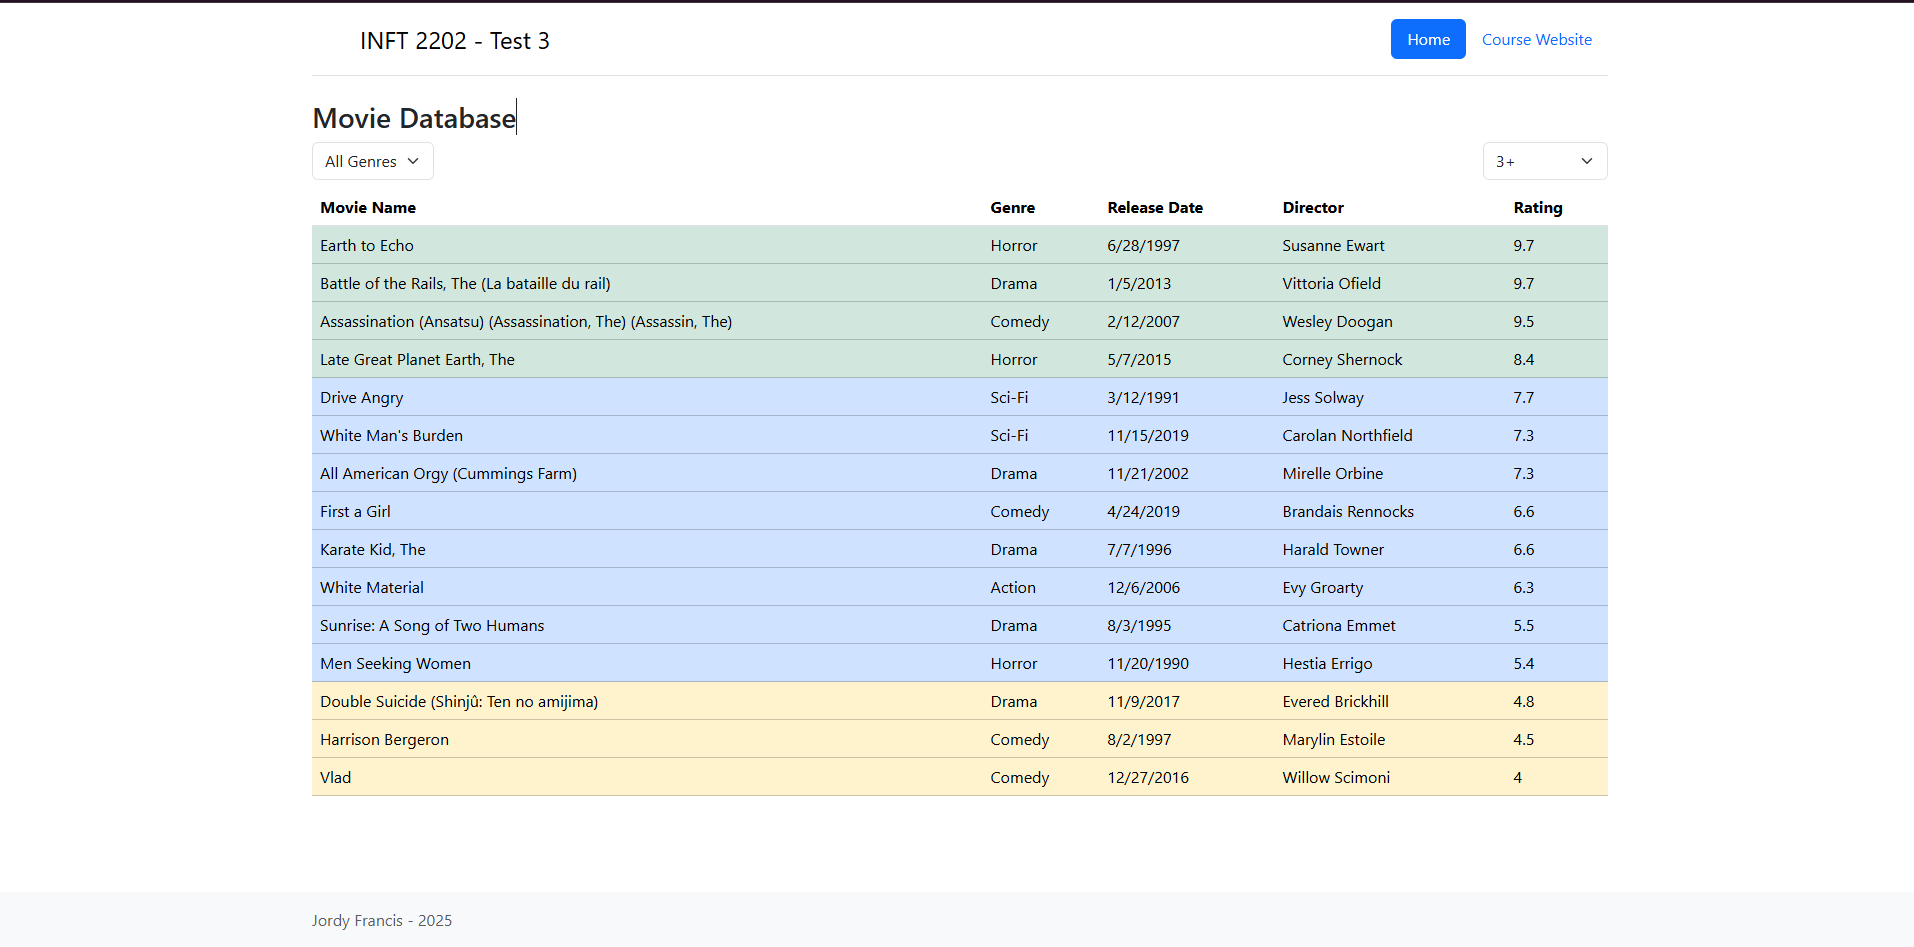 INFT 2202 - Test 3
Home Course Website
Movie Database
All Genres 3+
Movie Name Genre Release Date Director Rating
Earth to Echo Horror 6/28/1997 Susanne Ewart 9.7
Battle of the Rails, The (La bataille du rail) Drama 1/5/2013 Vittoria Ofield 9.7
Assassination (Ansatsu) (Assassination, The) (Assassin, The) Comedy 2/12/2007 Wesley Doogan 9.5
Late Great Planet Earth, The Horror 5/7/2015 Corney Shernock 8.4
Drive Angry Sci-Fi 3/12/1991 Jess Solway 7.7
White Man's Burden Sci-Fi 11/15/2019 Carolan Northfield 7.3
All American Orgy (Cummings Farm) Drama 11/21/2002 Mirelle Orbine 7.3
First a Girl Comedy 4/24/2019 Brandais Rennocks 6.6
Karate Kid, The Drama 7/7/1996 Harald Towner 6.6
White Material Action 12/6/2006 Evy Groarty 6.3
Sunrise: A Song of Two Humans Drama 8/3/1995 Catriona Emmet 5.5
Men Seeking Women Horror 11/20/1990 Hestia Errigo 5.4
Double Suicide (Shinjû: Ten no amijima) Drama 11/9/2017 Evered Brickhill 4.8
Harrison Bergeron Comedy 8/2/1997 Marylin Estoile 4.5
Vlad Comedy 12/27/2016 Willow Scimoni 4
Jordy Francis - 2025